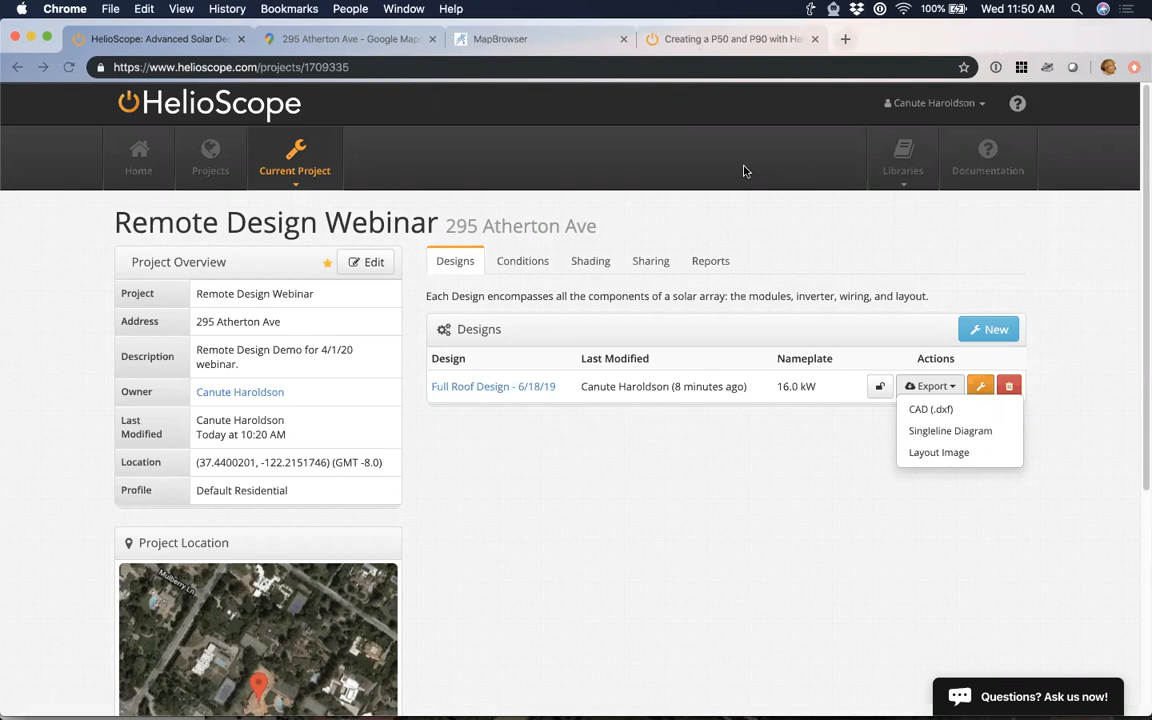 Chrome File Edit View History Bookmarks People Window Help 100% Wed 11:50 AM
HelioScope: Advanced Solar De
295 Atherton Ave - Google Map
MapBrowser
Creating a P50 and P90 with He
https://www.helioscope.com/projects/1709335
HelioScope
Canute Haroldson
Home
Projects
Current Project
Libraries
Documentation
Remote Design Webinar 295 Atherton Ave
Project Overview
Edit
Project Remote Design Webinar
Address 295 Atherton Ave
Description Remote Design Demo for 4/1/20
webinar.
Owner Canute Haroldson
Last
Modified
Canute Haroldson
Today at 10:20 AM
Location (37.4400201, -122.2151746) (GMT -8.0)
Profile Default Residential
Project Location
Mulberry Ln
Designs Conditions Shading Sharing Reports
Each Design encompasses all the components of a solar array: the modules, inverter, wiring, and layout.
Designs
New
Design Last Modified Nameplate Actions
Full Roof Design - 6/18/19 Canute Haroldson (8 minutes ago) 16.0 kW Export
CAD (.dxf)
Singleline Diagram
Layout Image
Questions? Ask us now!